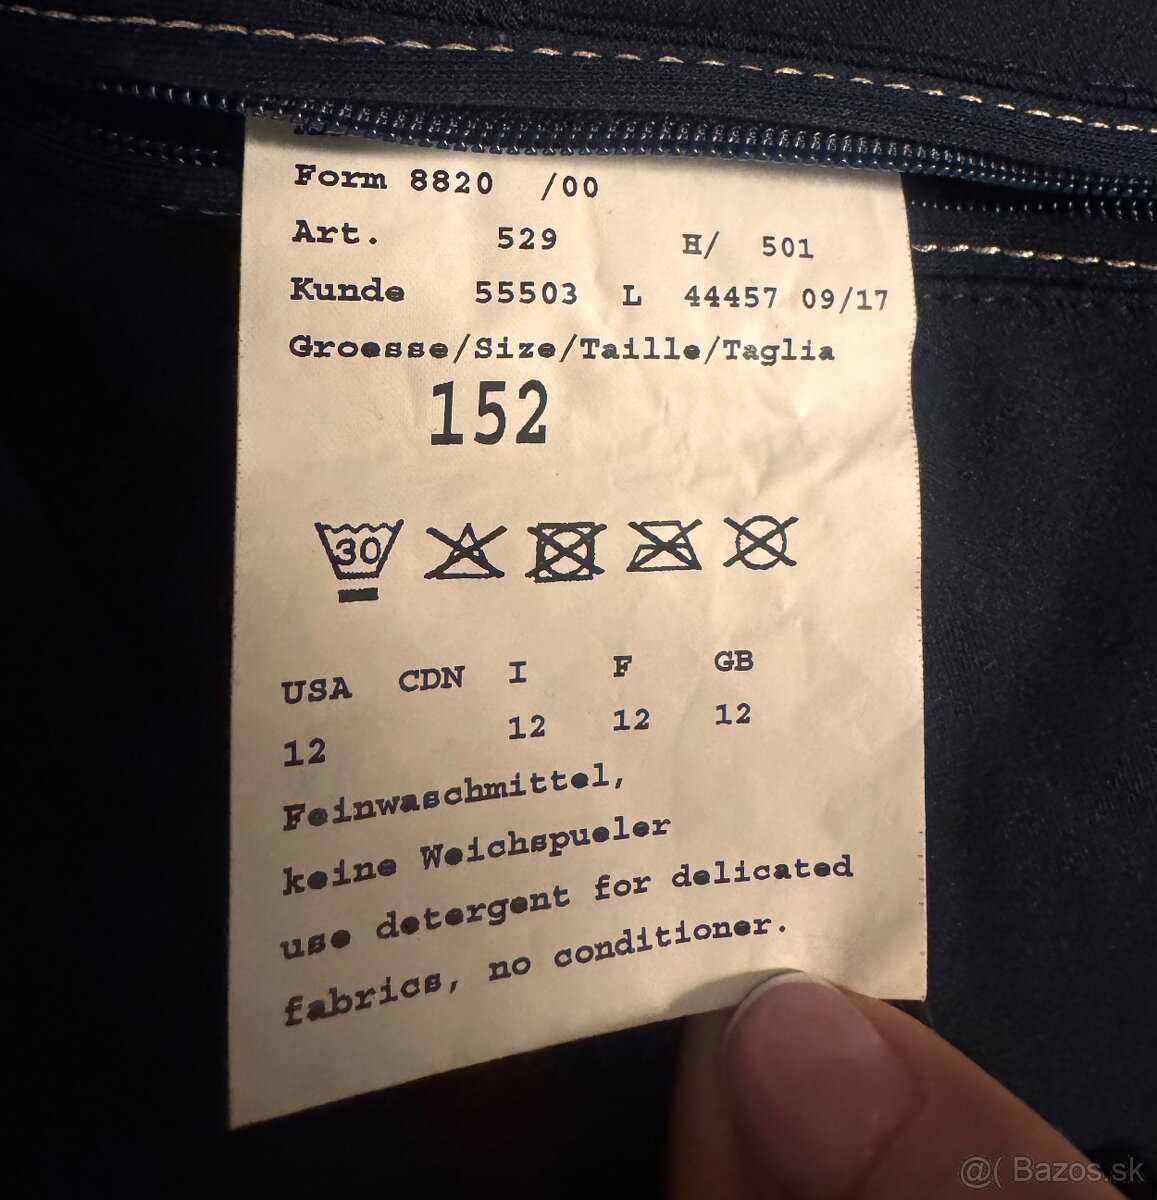 Form 8820 /00
Art. 529 H/ 501
Kunde 55503 L 44457 09/17
Groesse/Size/Taille/Taglia
152
30
USA CDN I F GB
12 12 12 12
Feinwaschmittel,
keine Weichspueler
use detergent for delicated
fabrics, no conditioner.
@( Bazos.sk